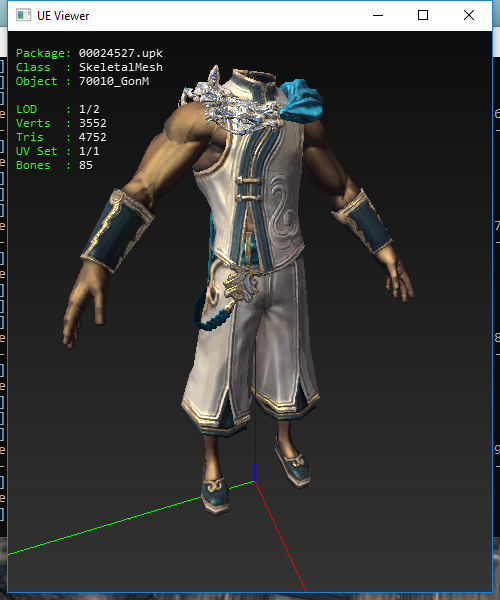 UE Viewer
Package: 00024527.upk
Class  : SkeletalMesh
Object : 70010_GonM
LOD    : 1/2
Verts  : 3552
Tris   : 4752
UV Set : 1/1
Bones  : 85